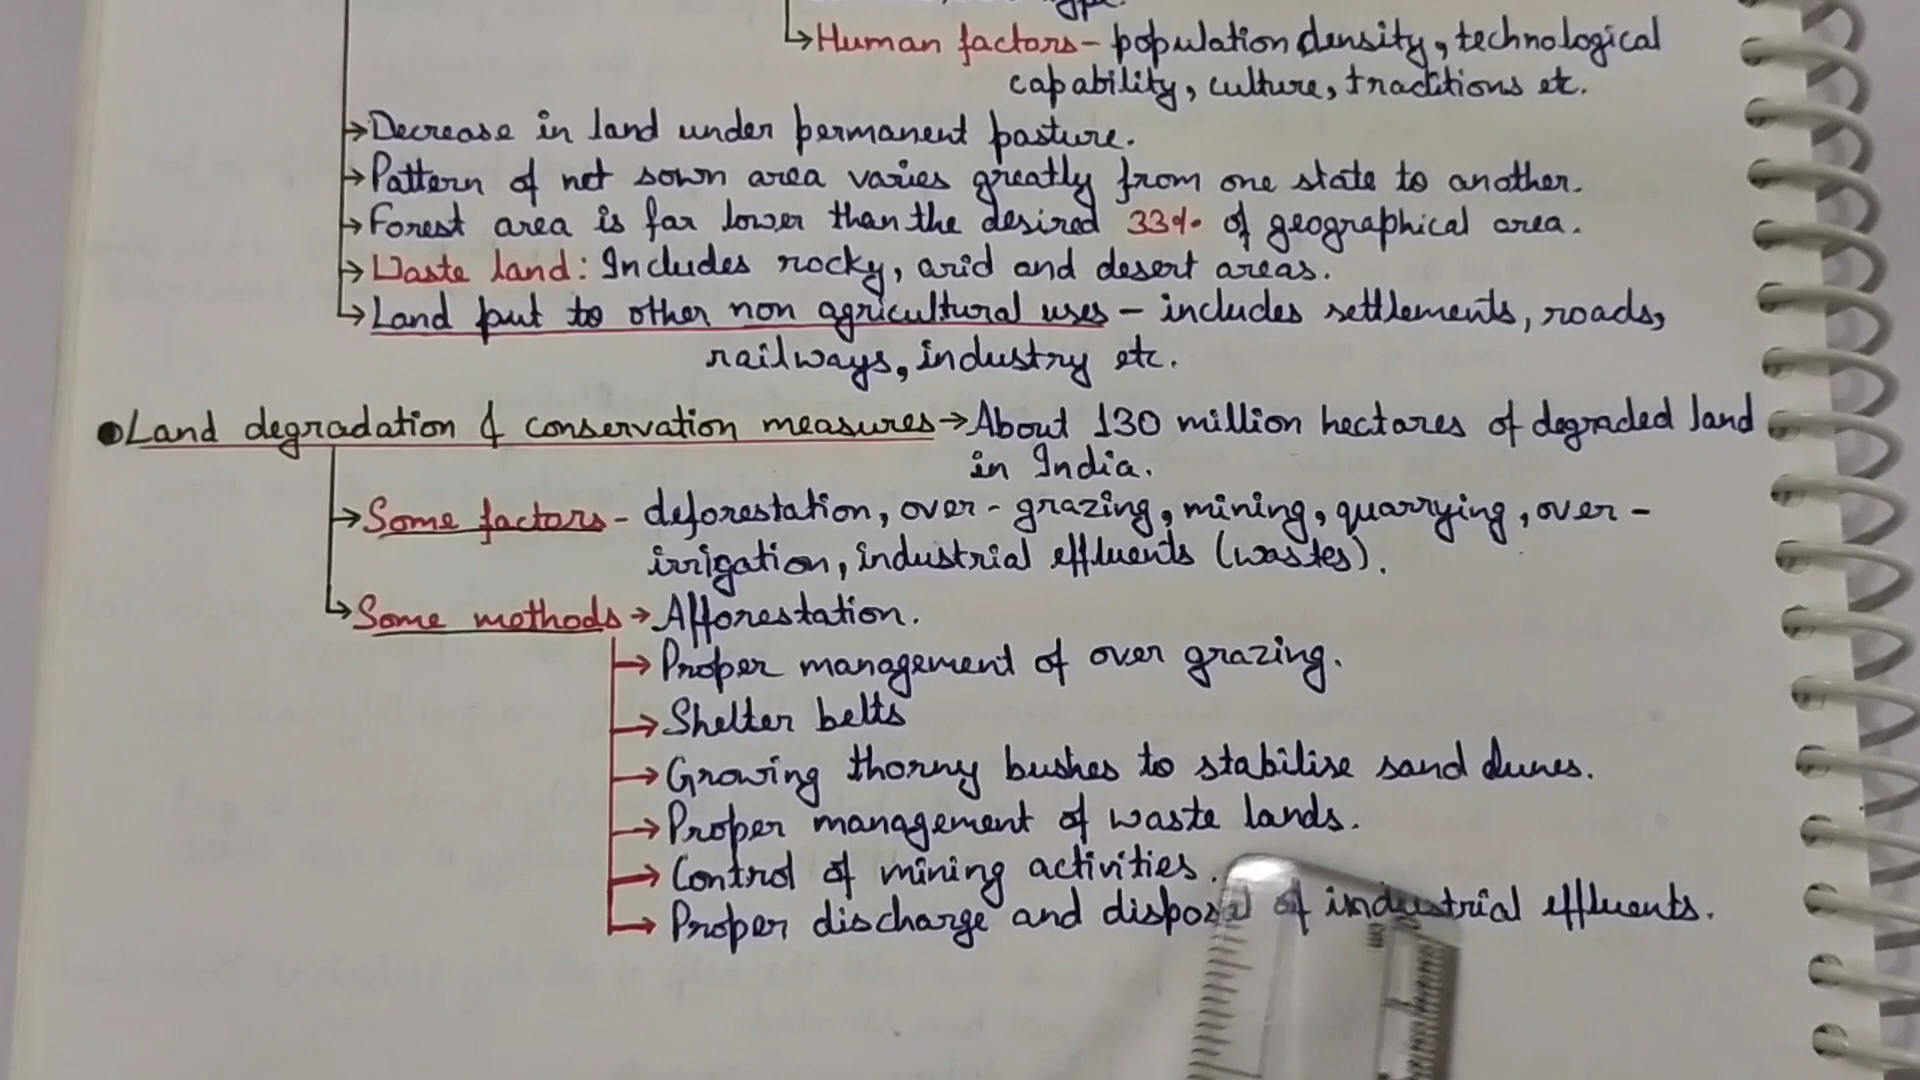 type.
↳Human factors- population density, technological
capability, culture, traditions etc.
→Decrease in land under permanent pasture.
→Pattern of net sown area varies greatly from one state to another.
→Forest area is far lower than the desired 33% of geographical area.
→Waste land: Includes rocky, arid and desert areas.
↳Land put to other non agricultural uses - includes settlements, roads,
railways, industry etc.
●Land degradation & conservation measures→About 130 million hectares of degraded land
in India.
→Some factors- deforestation, over-grazing, mining, quarrying, over-
irrigation, industrial effluents (wastes).
↳Some methods→Afforestation.
→Proper management of over grazing.
→Shelter belts
→Growing thorny bushes to stabilise sand dunes.
→Proper management of waste lands.
→Control of mining activities.
→Proper discharge and disposal of industrial effluents.
cm